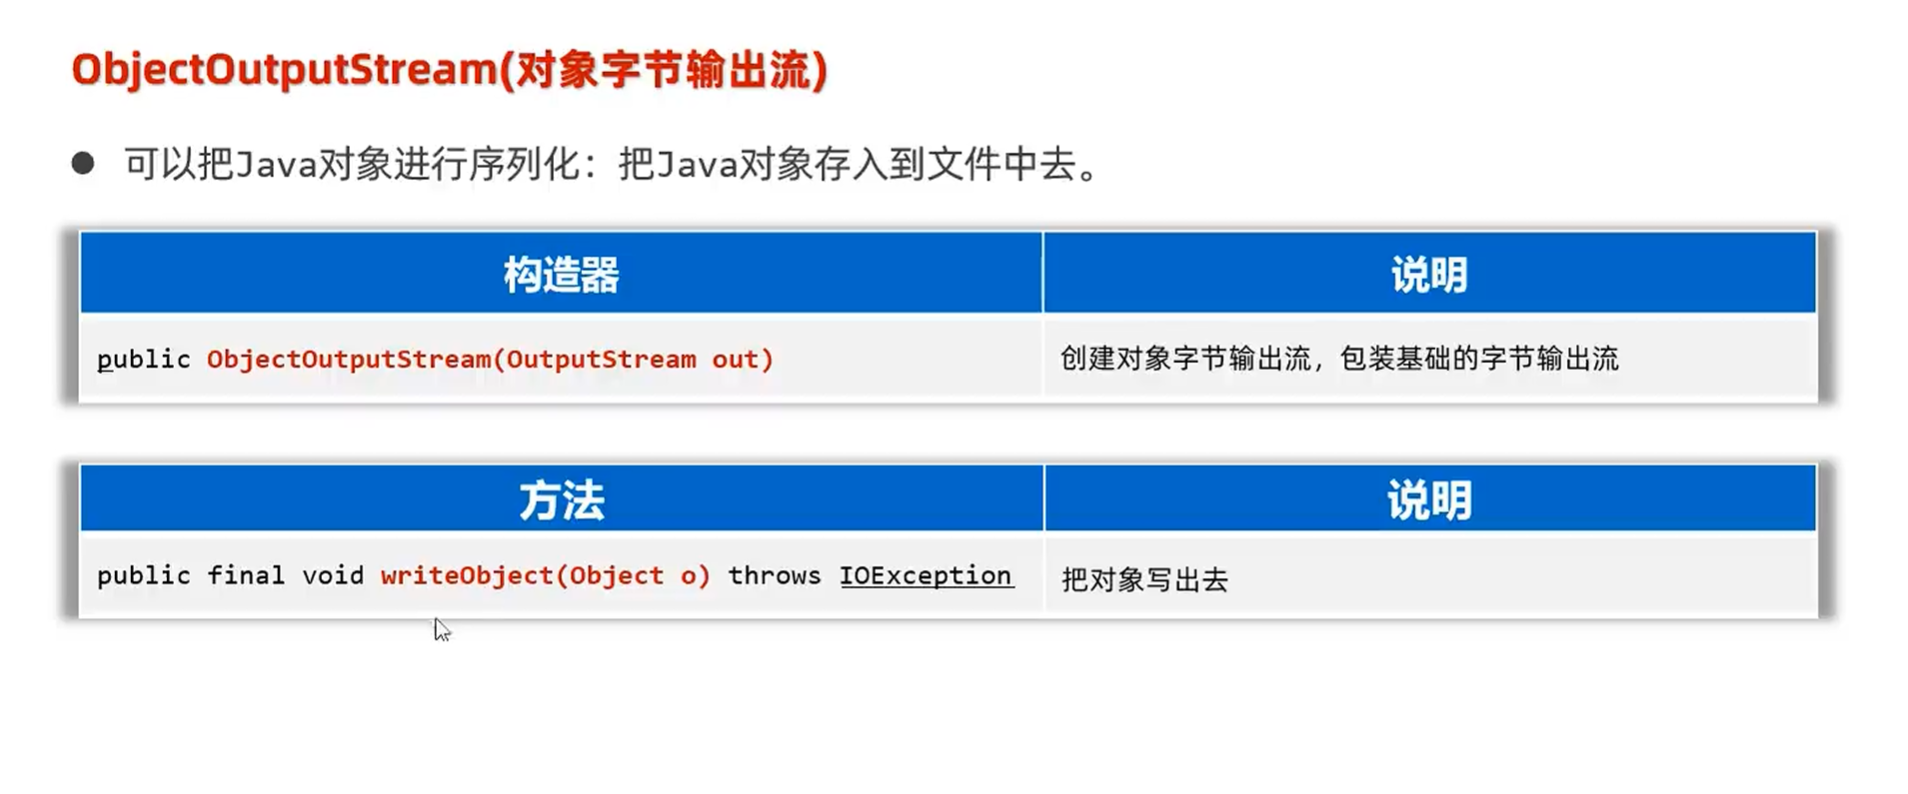 ObjectOutputStream(对象字节输出流)
● 可以把Java对象进行序列化：把Java对象存入到文件中去。
构造器 说明
public ObjectOutputStream(OutputStream out) 创建对象字节输出流，包装基础的字节输出流
方法 说明
public final void writeObject(Object o) throws IOException 把对象写出去